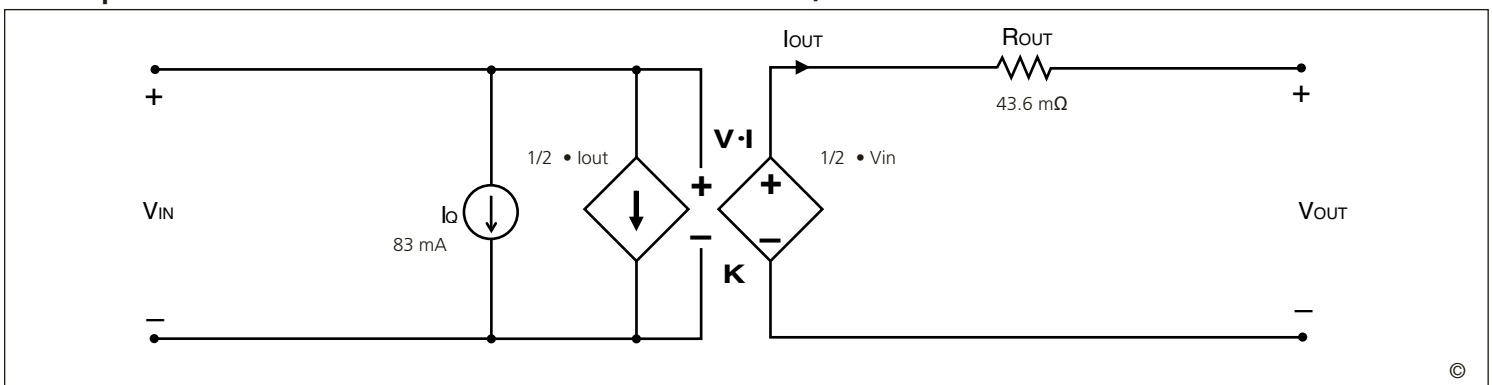 IOUT
ROUT
+
43.6 mΩ
+
V•I
1/2 • Iout
1/2 • Vin
+
+
VIN
IQ
VOUT
83 mA
–
–
K
–
–
©